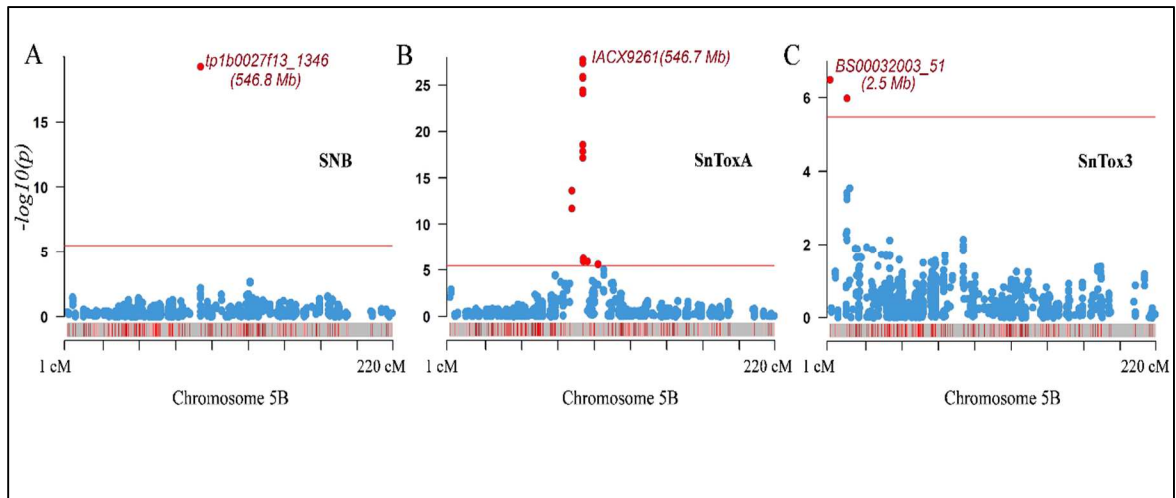 A
tp1b0027f13_1346
(546.8 Mb)
15
10
5
0
-log10(p)
SNB
1 cM
220 cM
Chromosome 5B
B
IACX9261(546.7 Mb)
25
20
15
10
5
0
SnToxA
1 cM
220 cM
Chromosome 5B
C
BS00032003_51
(2.5 Mb)
6
4
2
0
SnTox3
1 cM
220 cM
Chromosome 5B